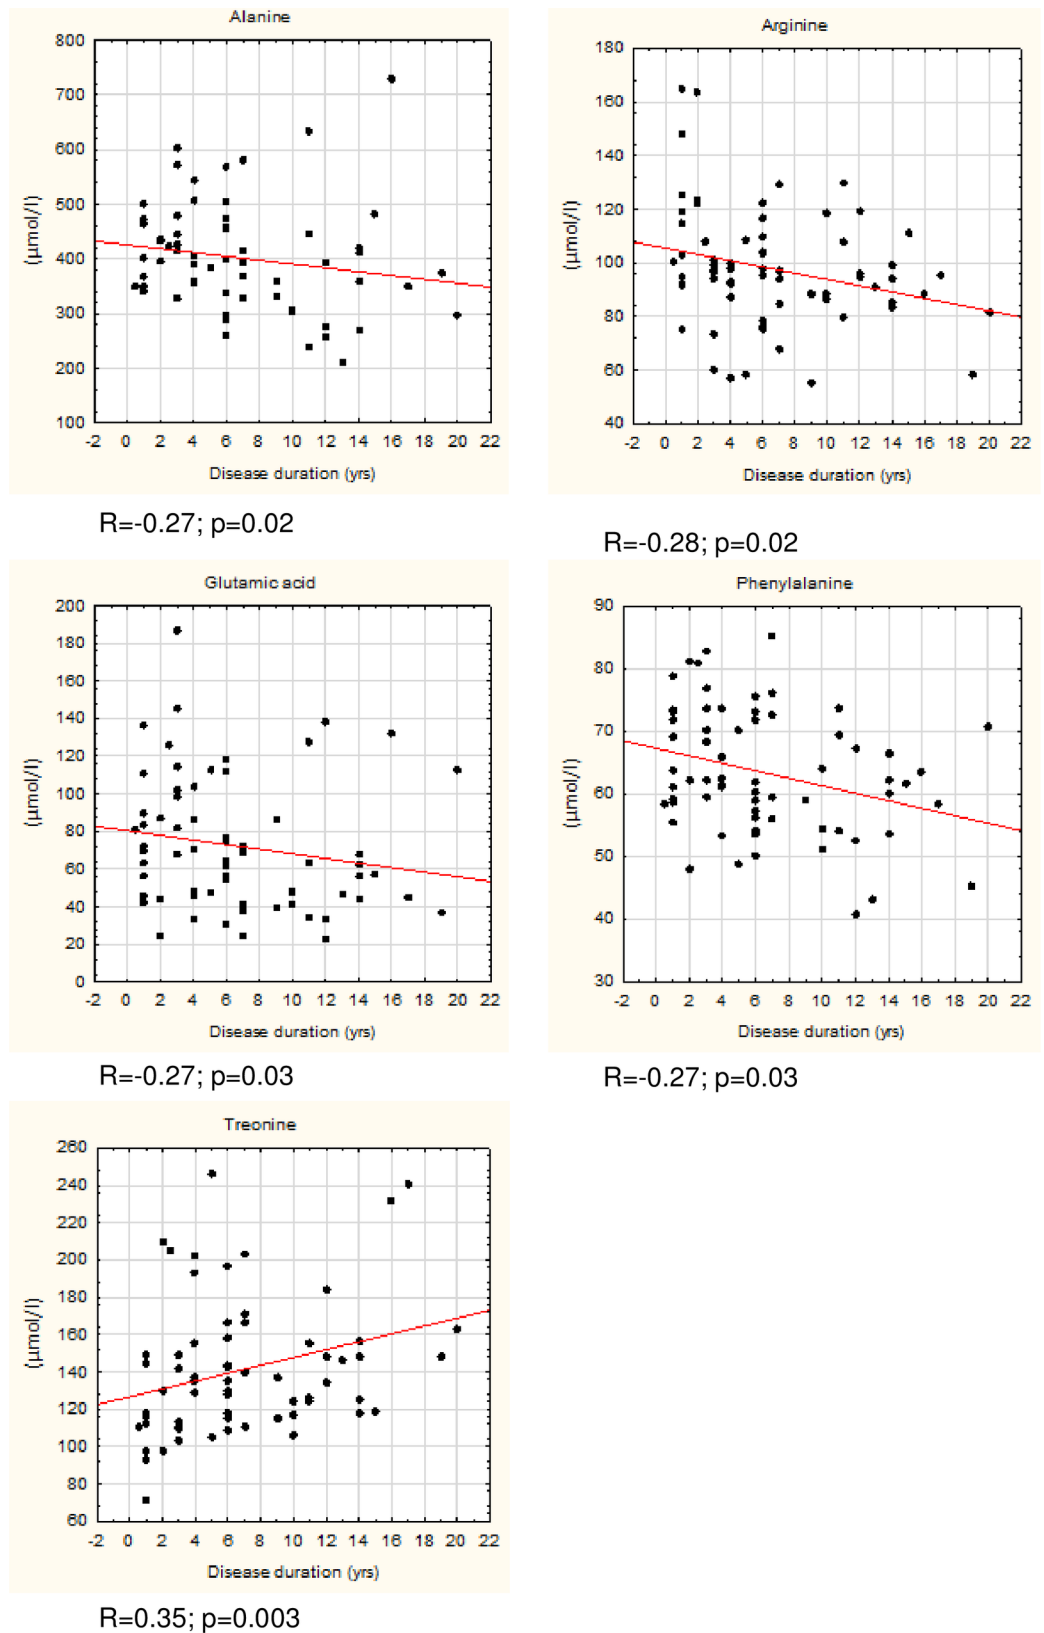 Alanine
800
700
600
500
400
300
200
100
(µmol/l)
-2 0 2 4 6 8 10 12 14 16 18 20 22
Disease duration (yrs)
R=-0.27; p=0.02
Arginine
180
160
140
120
100
80
60
40
(µmol/l)
-2 0 2 4 6 8 10 12 14 16 18 20 22
Disease duration (yrs)
R=-0.28; p=0.02
Glutamic acid
200
180
160
140
120
100
80
60
40
20
0
(µmol/l)
-2 0 2 4 6 8 10 12 14 16 18 20 22
Disease duration (yrs)
R=-0.27; p=0.03
Phenylalanine
90
80
70
60
50
40
30
(µmol/l)
-2 0 2 4 6 8 10 12 14 16 18 20 22
Disease duration (yrs)
R=-0.27; p=0.03
Treonine
260
240
220
200
180
160
140
120
100
80
60
(µmol/l)
-2 0 2 4 6 8 10 12 14 16 18 20 22
Disease duration (yrs)
R=0.35; p=0.003